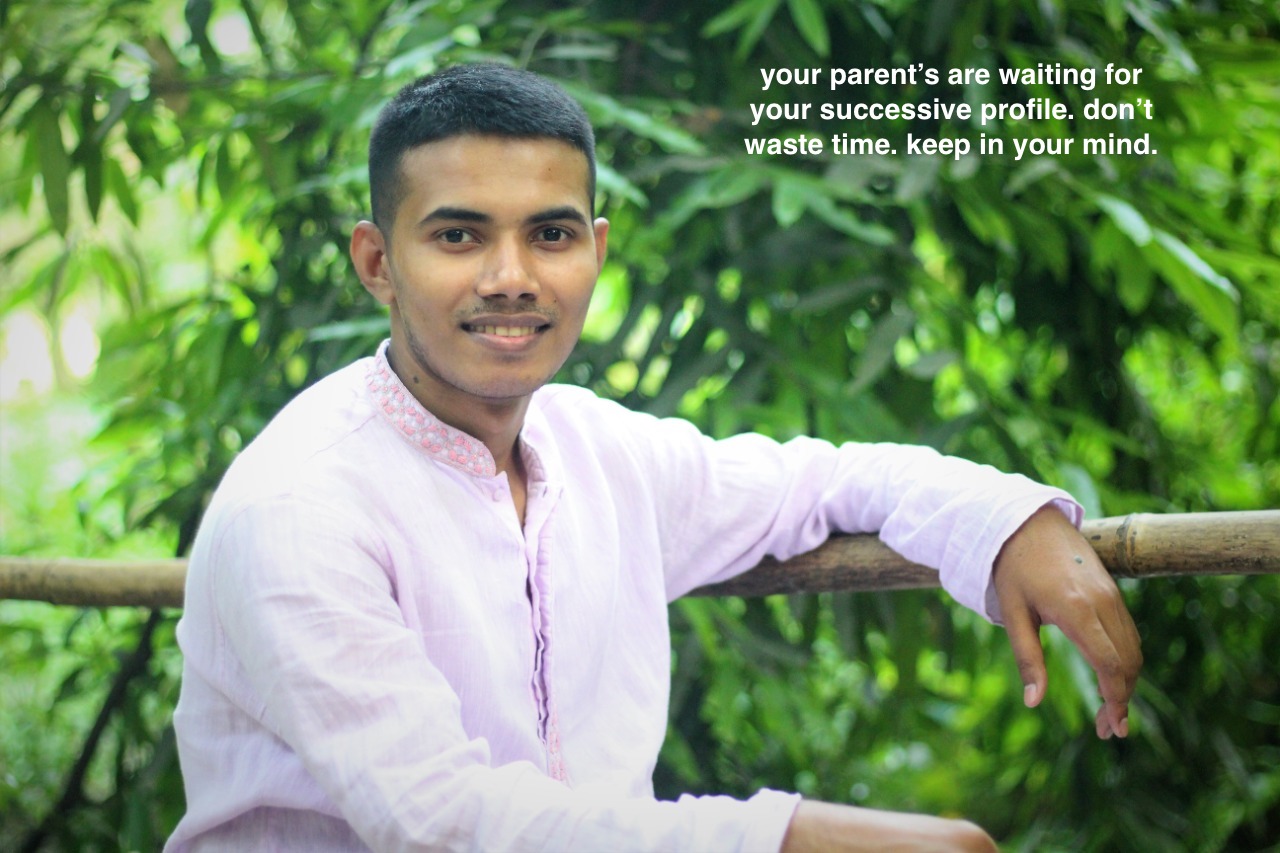 your parent’s are waiting for
your successive profile. don’t
waste time. keep in your mind.